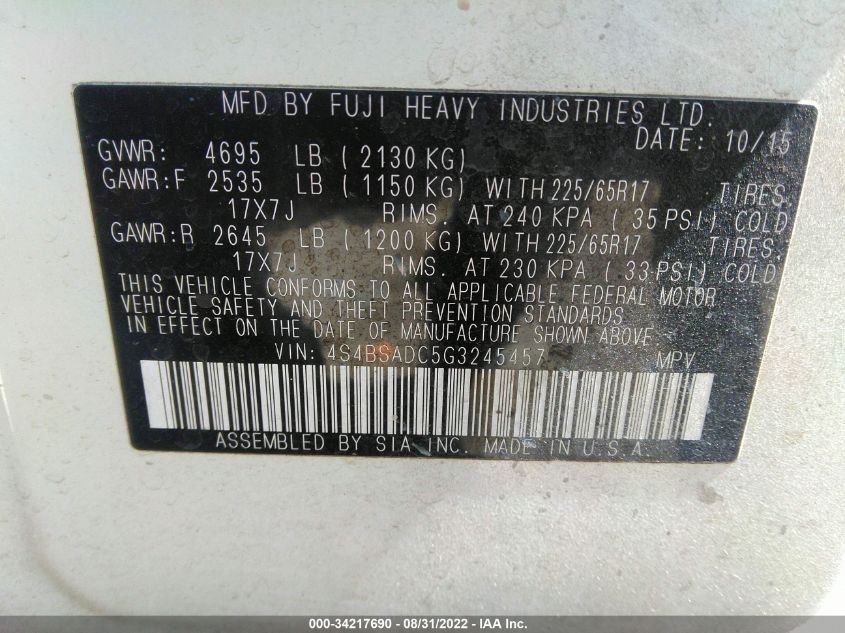 MFD BY FUJI HEAVY INDUSTRIES LTD.
DATE: 10/15
GVWR: 4695 LB ( 2130 KG)
GAWR:F 2535 LB ( 1150 KG) WITH 225/65R17 TIRES
17X7J RIMS. AT 240 KPA ( 35 PSI) COLD
GAWR:R 2645 LB ( 1200 KG) WITH 225/65R17 TIRES.
17X7J RIMS. AT 230 KPA ( 33 PSI) COLD
THIS VEHICLE CONFORMS TO ALL APPLICABLE FEDERAL MOTOR
VEHICLE SAFETY AND THEFT PREVENTION STANDARDS
IN EFFECT ON THE DATE OF MANUFACTURE SHOWN ABOVE.
VIN: 4S4BSADC5G3245457 MPV
ASSEMBLED BY SIA, INC. MADE IN U.S.A.
000-34217690 - 08/31/2022 - IAA Inc.